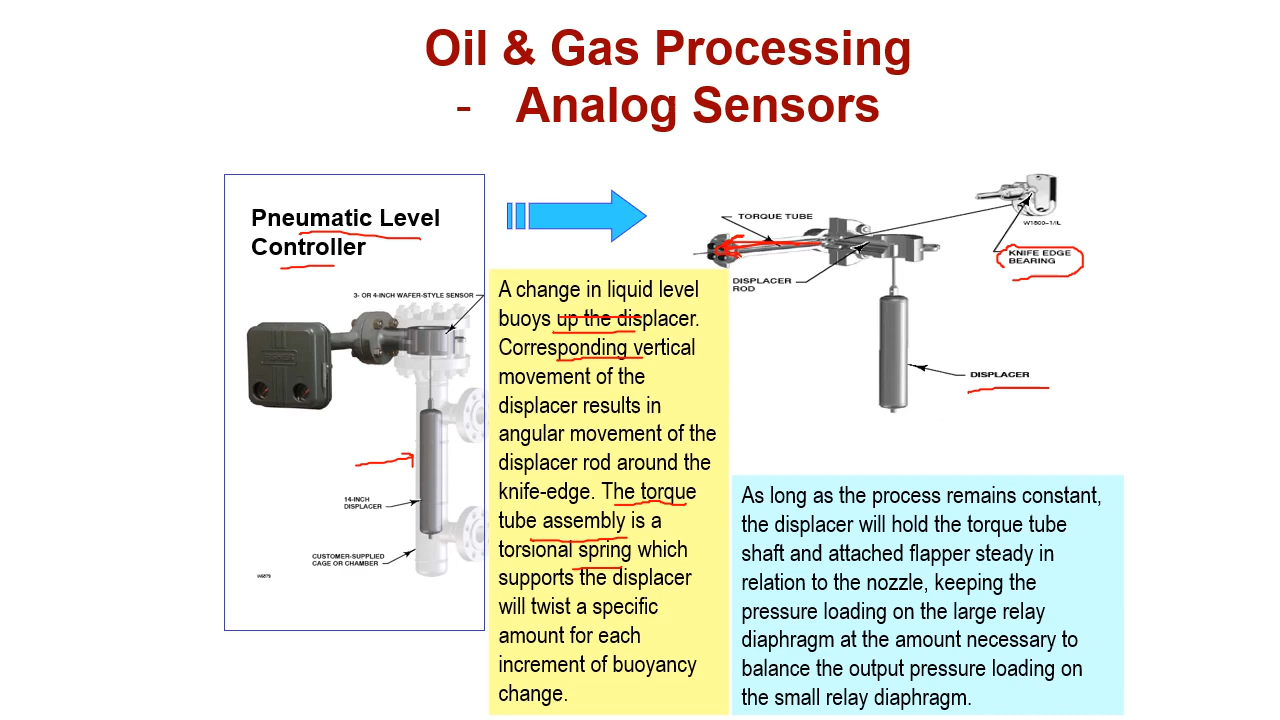 Oil & Gas Processing
- Analog Sensors
Pneumatic Level
Controller
3- OR 4-INCH WAFER-STYLE SENSOR
FISHER
14-INCH
DISPLACER
CUSTOMER-SUPPLIED
CAGE OR CHAMBER
A change in liquid level
buoys up the displacer.
Corresponding vertical
movement of the
displacer results in
angular movement of the
displacer rod around the
knife-edge. The torque
tube assembly is a
torsional spring which
supports the displacer
will twist a specific
amount for each
increment of buoyancy
change.
TORQUE TUBE
DISPLACER
ROD
W1500-1/IL
KNIFE EDGE
BEARING
DISPLACER
As long as the process remains constant,
the displacer will hold the torque tube
shaft and attached flapper steady in
relation to the nozzle, keeping the
pressure loading on the large relay
diaphragm at the amount necessary to
balance the output pressure loading on
the small relay diaphragm.